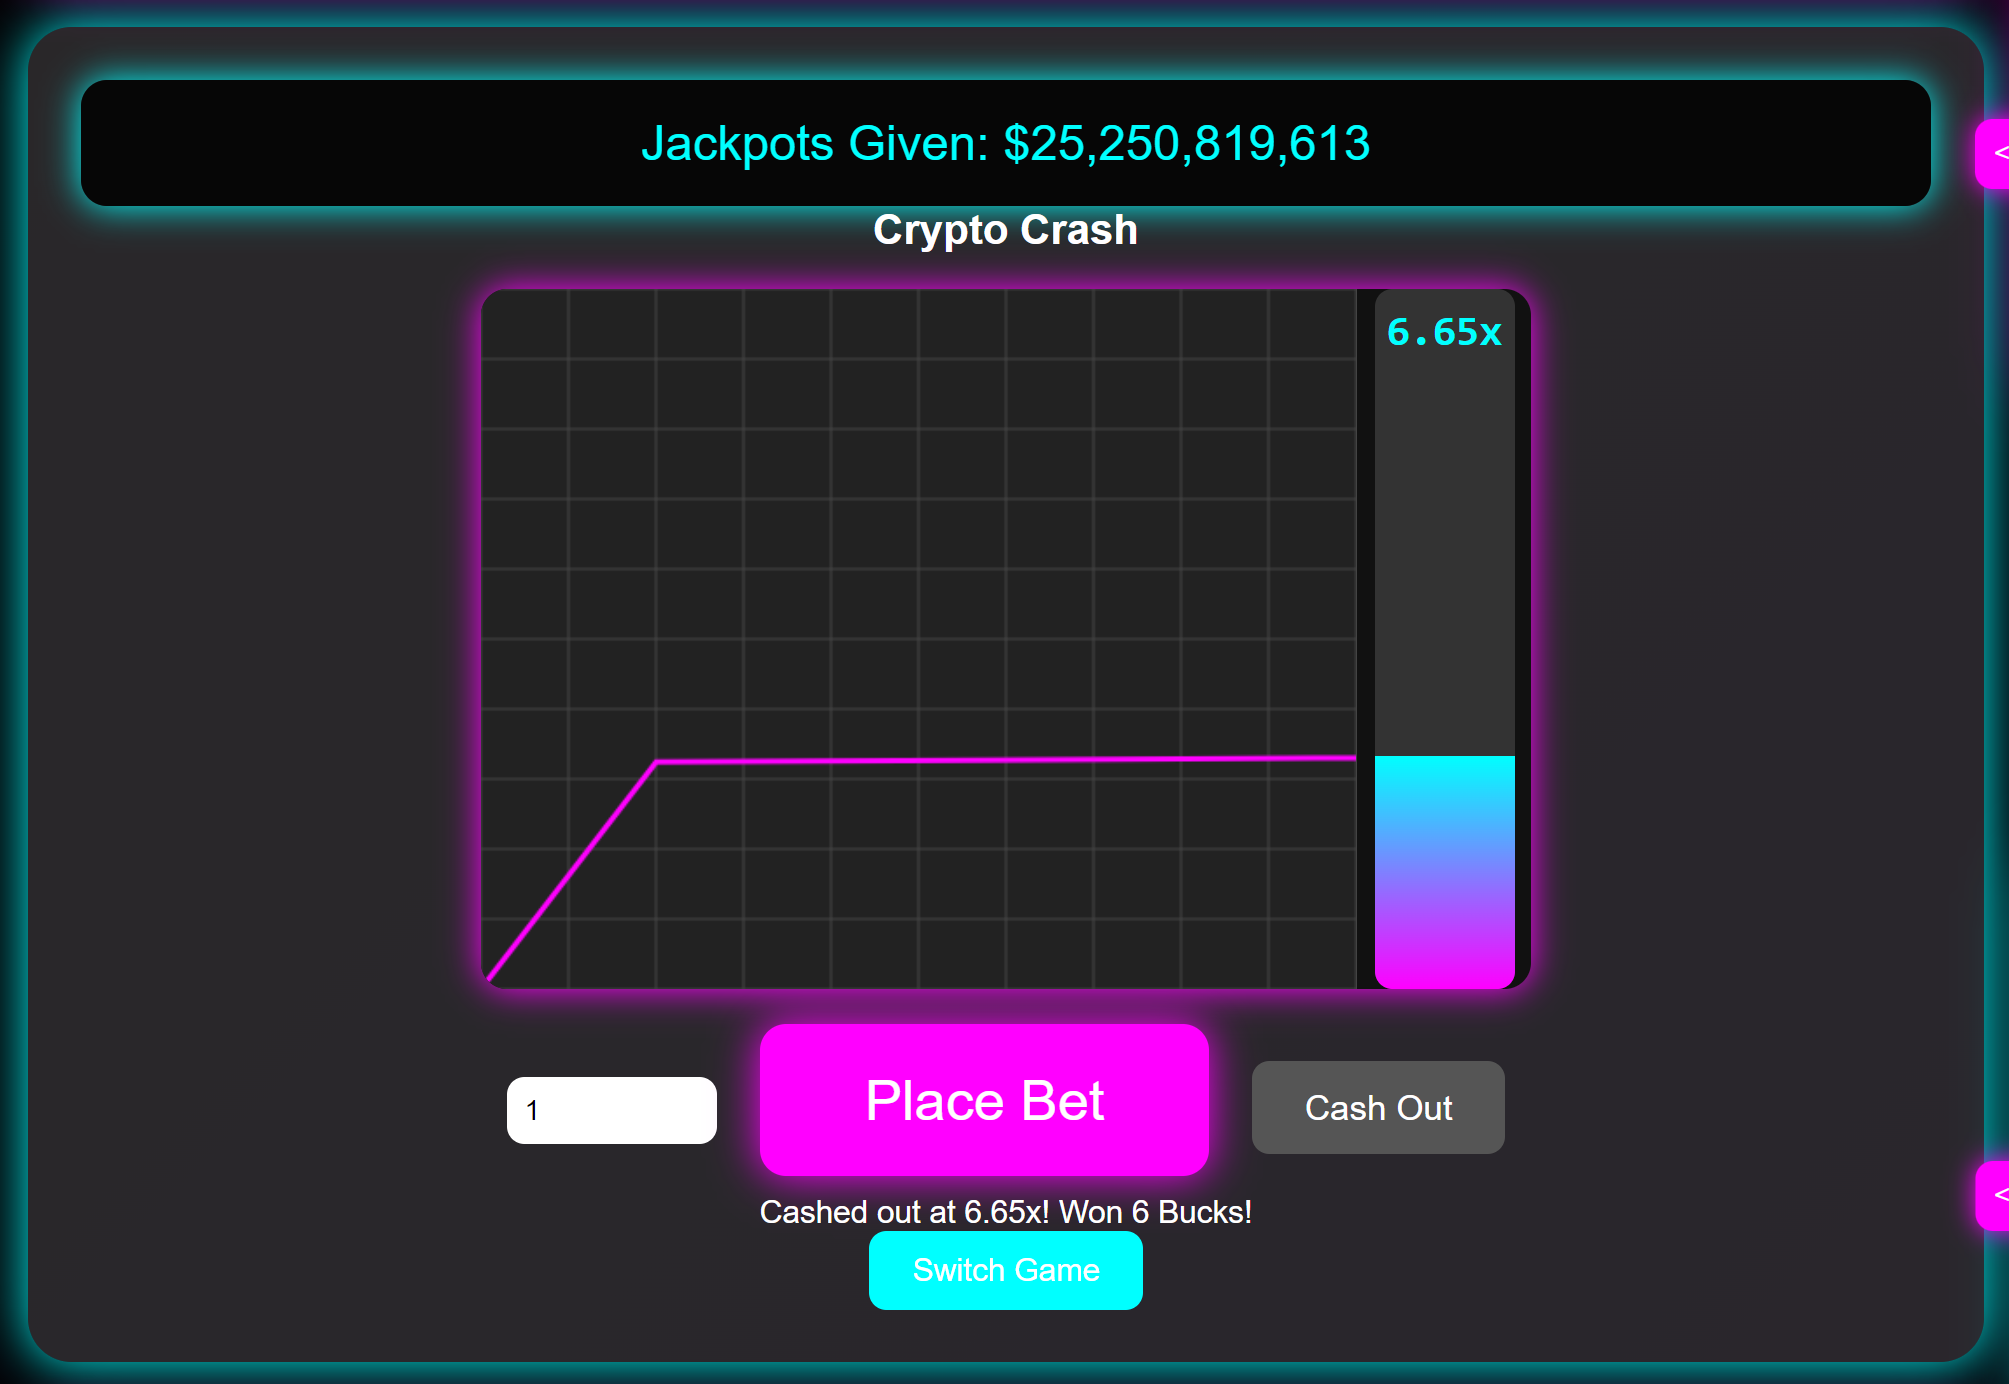 Jackpots Given: $25,250,819,613
<
Crypto Crash
6.65x
1
Place Bet
Cash Out
<
Cashed out at 6.65x! Won 6 Bucks!
Switch Game